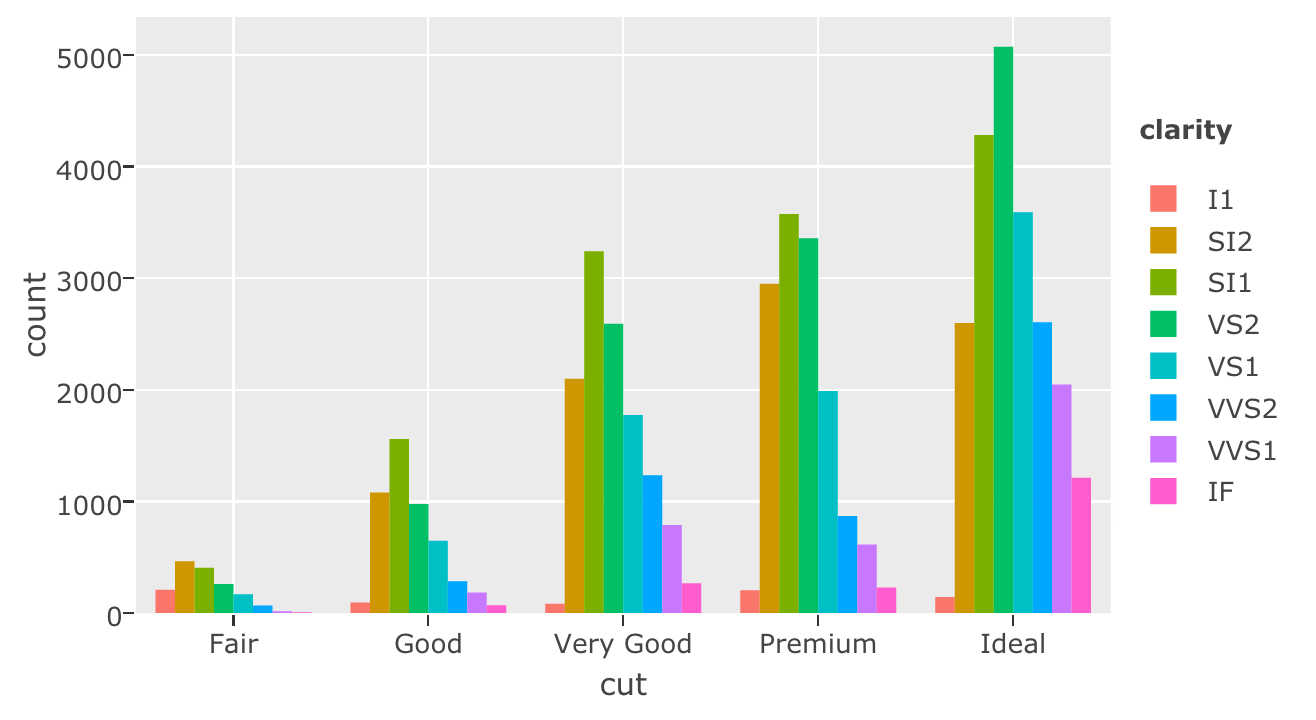 5000
4000
3000
2000
1000
0
count
Fair Good Very Good Premium Ideal
cut
clarity
I1
SI2
SI1
VS2
VS1
VVS2
VVS1
IF